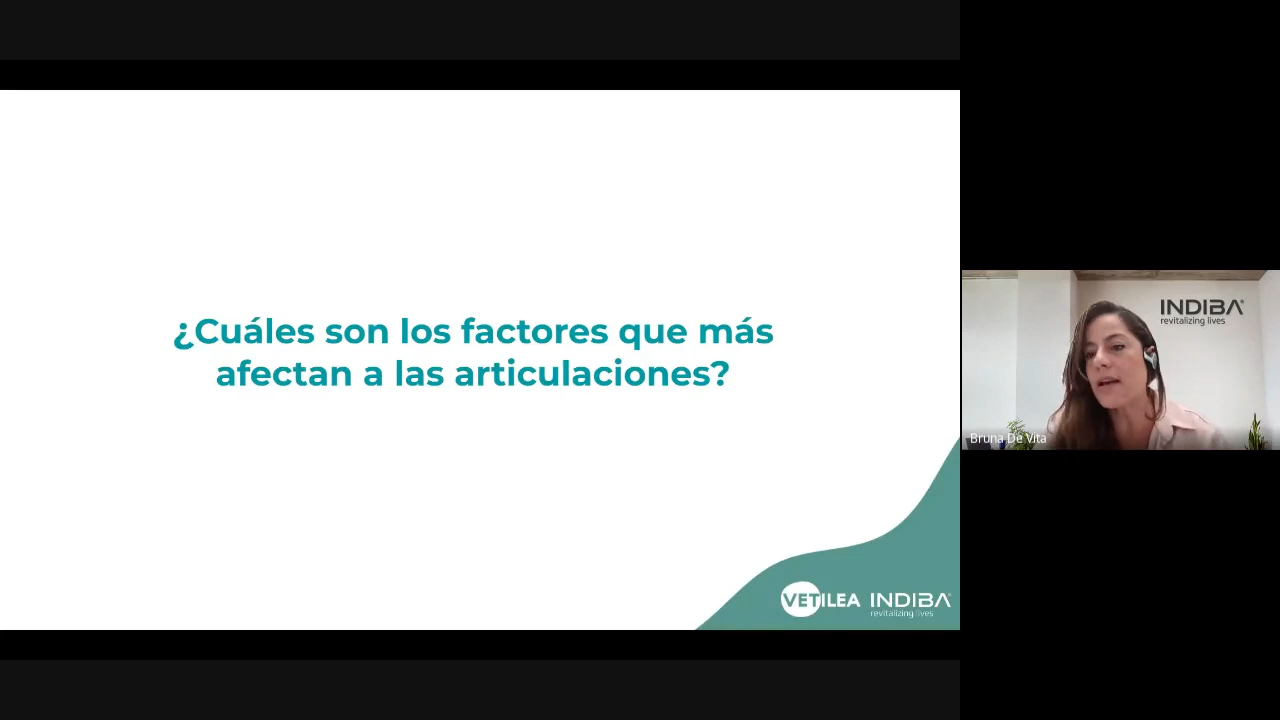 ¿Cuáles son los factores que más
afectan a las articulaciones?
INDIBA®
revitalizing lives
Bruna De Vita
VETILEA INDIBA®
revitalizing lives